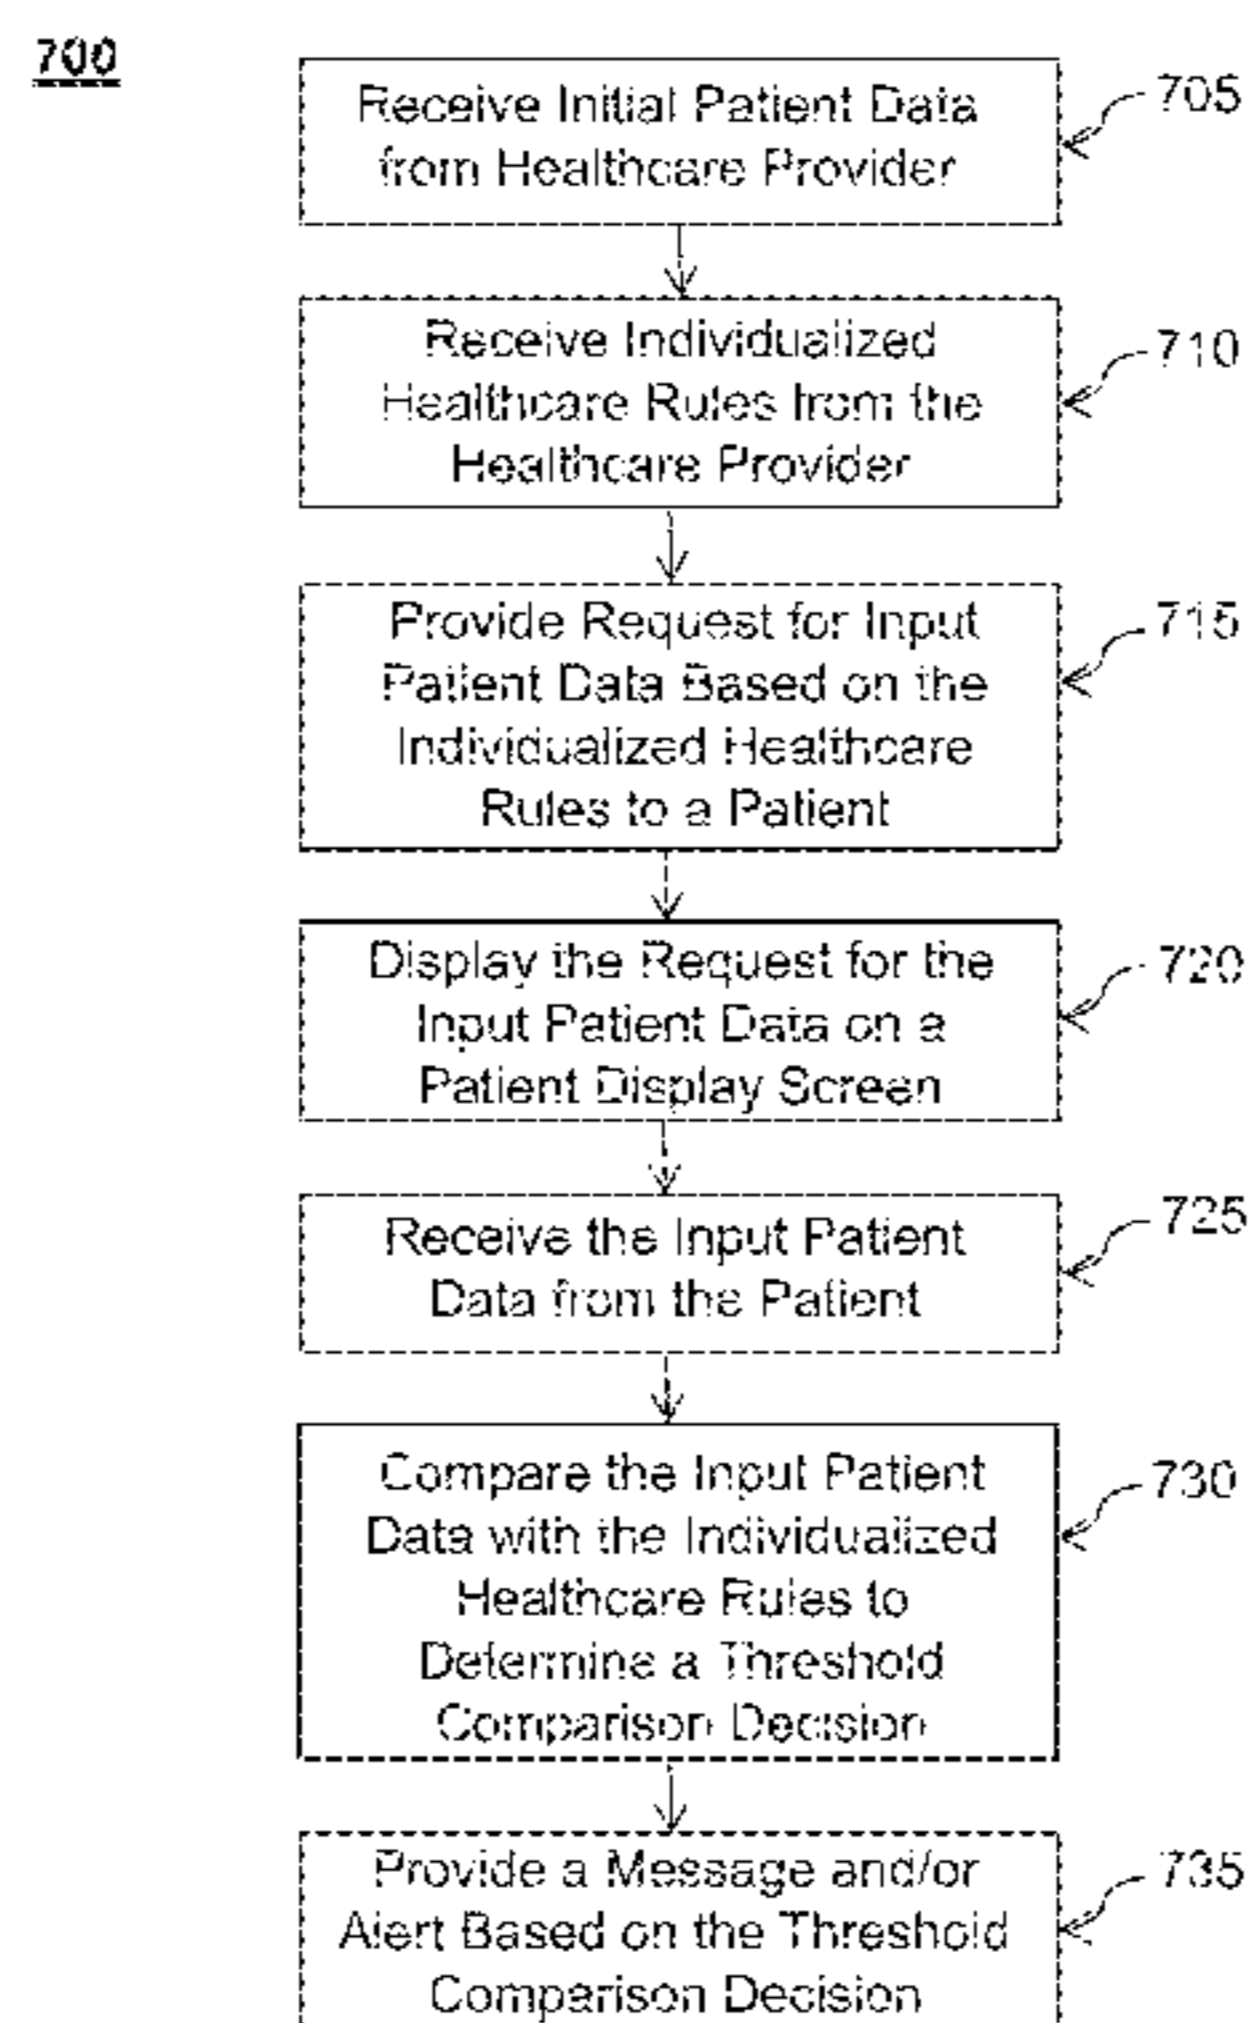 700
Receive Initial Patient Data
from Healthcare Provider
705
Receive Individualized
Healthcare Rules from the
Healthcare Provider
710
Provide Request for Input
Patient Data Based on the
Individualized Healthcare
Rules to a Patient
715
Display the Request for the
Input Patient Data on a
Patient Display Screen
720
Receive the Input Patient
Data from the Patient
725
Compare the Input Patient
Data with the Individualized
Healthcare Rules to
Determine a Threshold
Comparison Decision
730
Provide a Message and/or
Alert Based on the Threshold
Comparison Decision
735